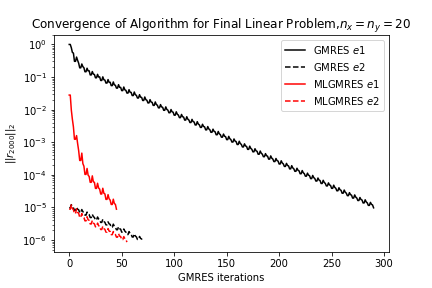 Convergence of Algorithm for Final Linear Problem,$n_x = n_y = 20$
GMRES e1
GMRES e2
MLGMRES e1
MLGMRES e2
$||r_{2000}||_2$
$10^0$
$10^{-1}$
$10^{-2}$
$10^{-3}$
$10^{-4}$
$10^{-5}$
$10^{-6}$
0 50 100 150 200 250 300
GMRES iterations